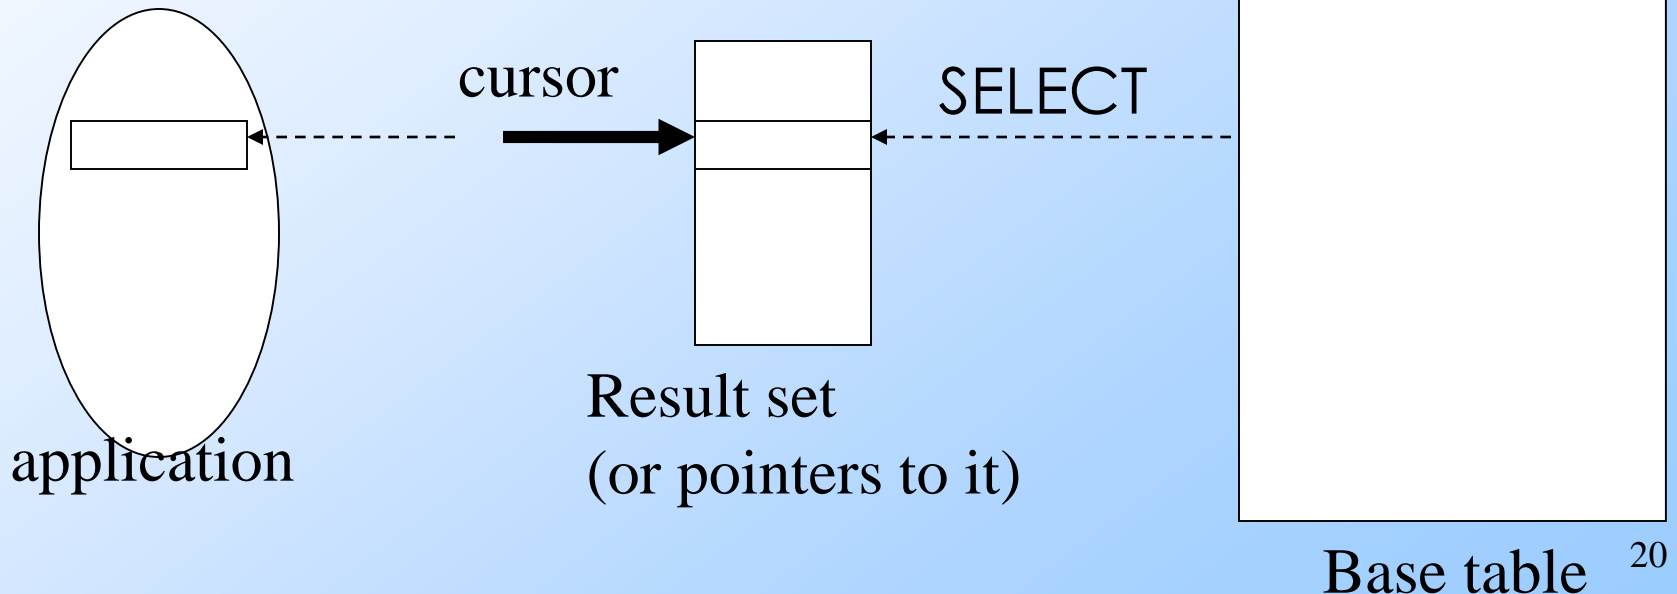 cursor
SELECT
application
Result set
(or pointers to it)
Base table
20